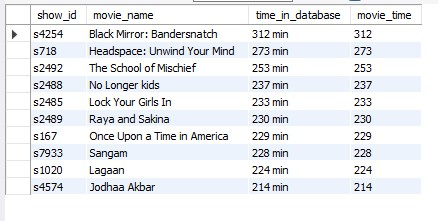 show_id movie_name time_in_database movie_time
s4254 Black Mirror: Bandersnatch 312 min 312
s718 Headspace: Unwind Your Mind 273 min 273
s2492 The School of Mischief 253 min 253
s2488 No Longer kids 237 min 237
s2485 Lock Your Girls In 233 min 233
s2489 Raya and Sakina 230 min 230
s167 Once Upon a Time in America 229 min 229
s7933 Sangam 228 min 228
s1020 Lagaan 224 min 224
s4574 Jodhaa Akbar 214 min 214